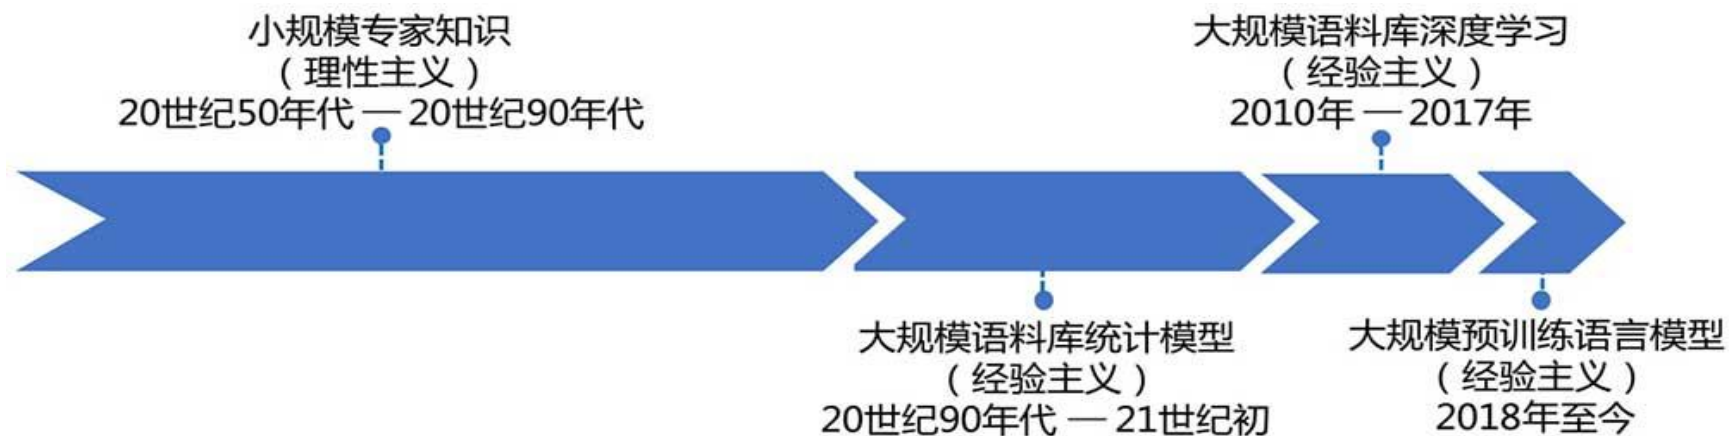 小规模专家知识
（理性主义）
20世纪50年代 — 20世纪90年代
大规模语料库深度学习
（经验主义）
2010年 — 2017年
大规模语料库统计模型
（经验主义）
20世纪90年代 — 21世纪初
大规模预训练语言模型
（经验主义）
2018年至今